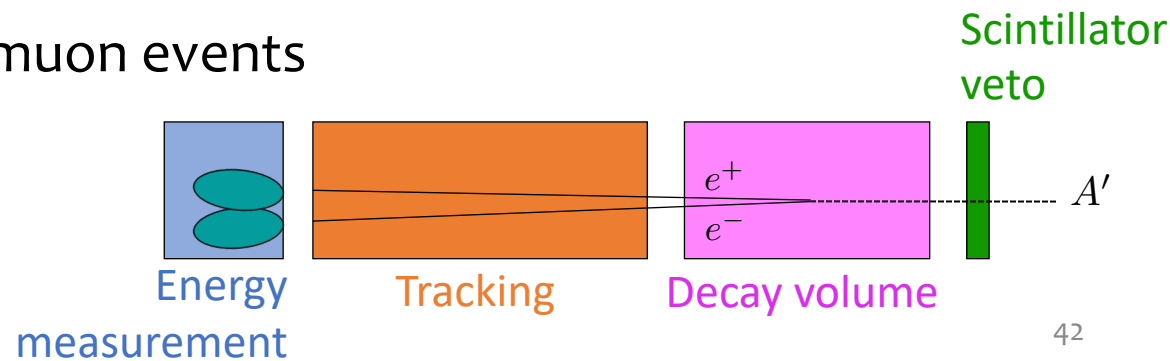 muon events
Scintillator
veto
e⁺
e⁻
A′
Energy
measurement
Tracking
Decay volume
42